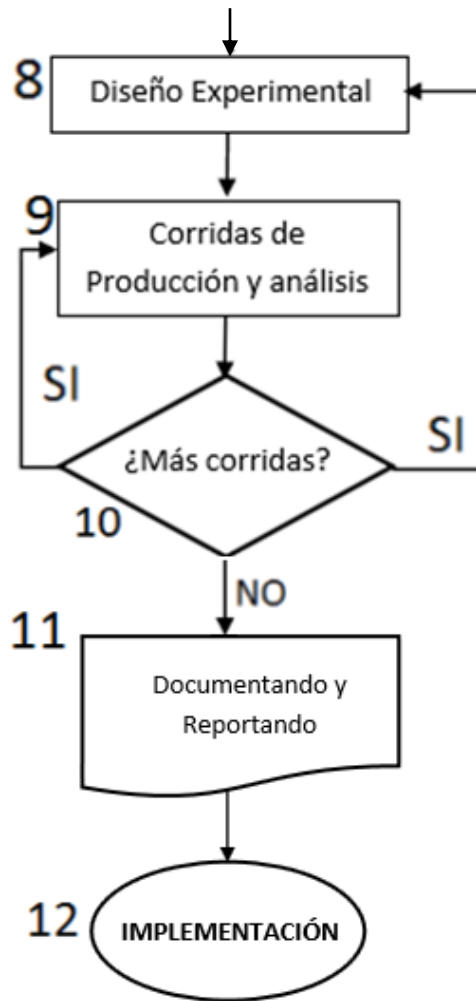 8
Diseño Experimental
9
Corridas de
Producción y análisis
SI
SI
¿Más corridas?
10
NO
11
Documentando y
Reportando
12
IMPLEMENTACIÓN